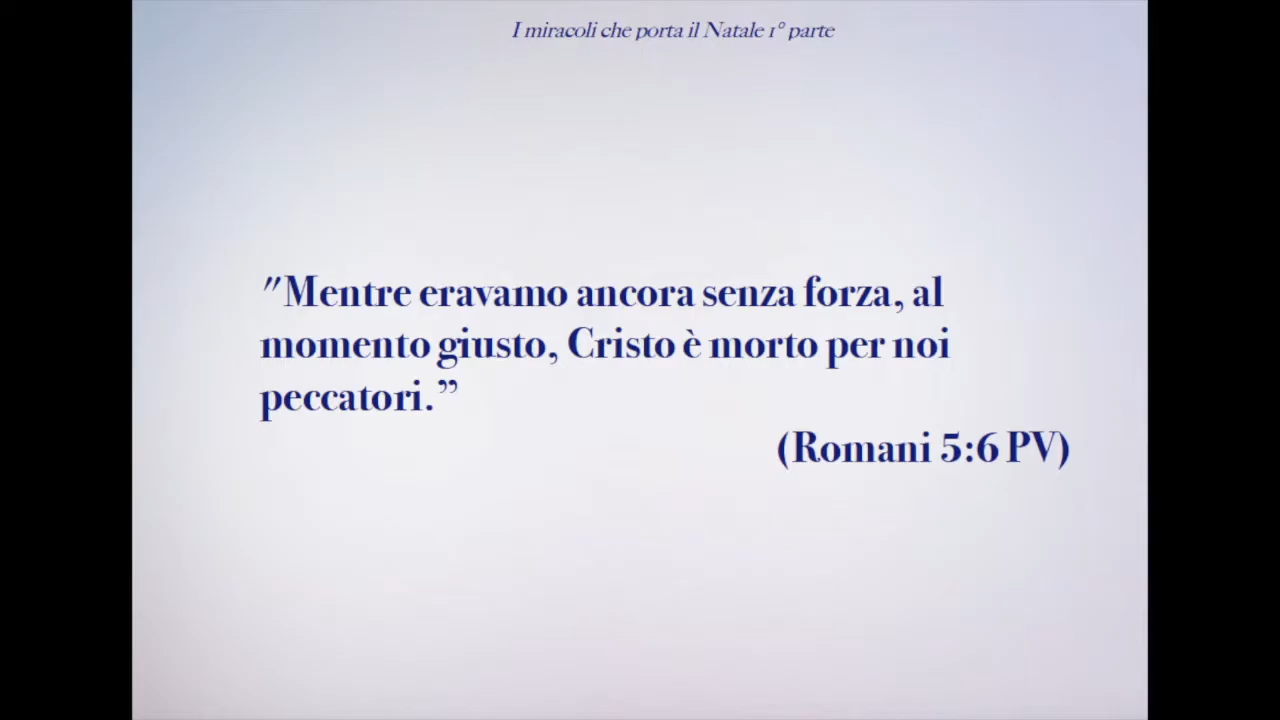 I miracoli che porta il Natale 1° parte
"Mentre eravamo ancora senza forza, al
momento giusto, Cristo è morto per noi
peccatori.”
(Romani 5:6 PV)